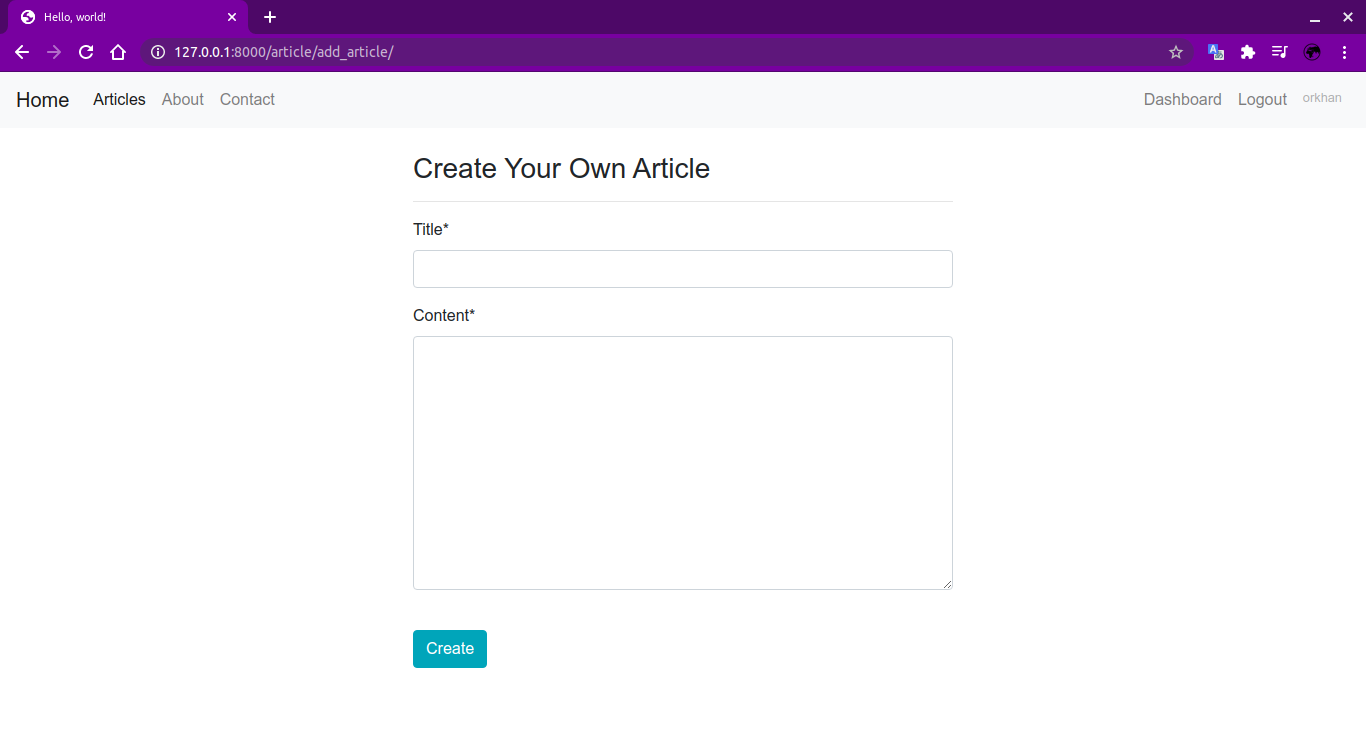 Hello, world!
127.0.0.1:8000/article/add_article/
Home Articles About Contact Dashboard Logout orkhan
Create Your Own Article
Title*
Content*
Create